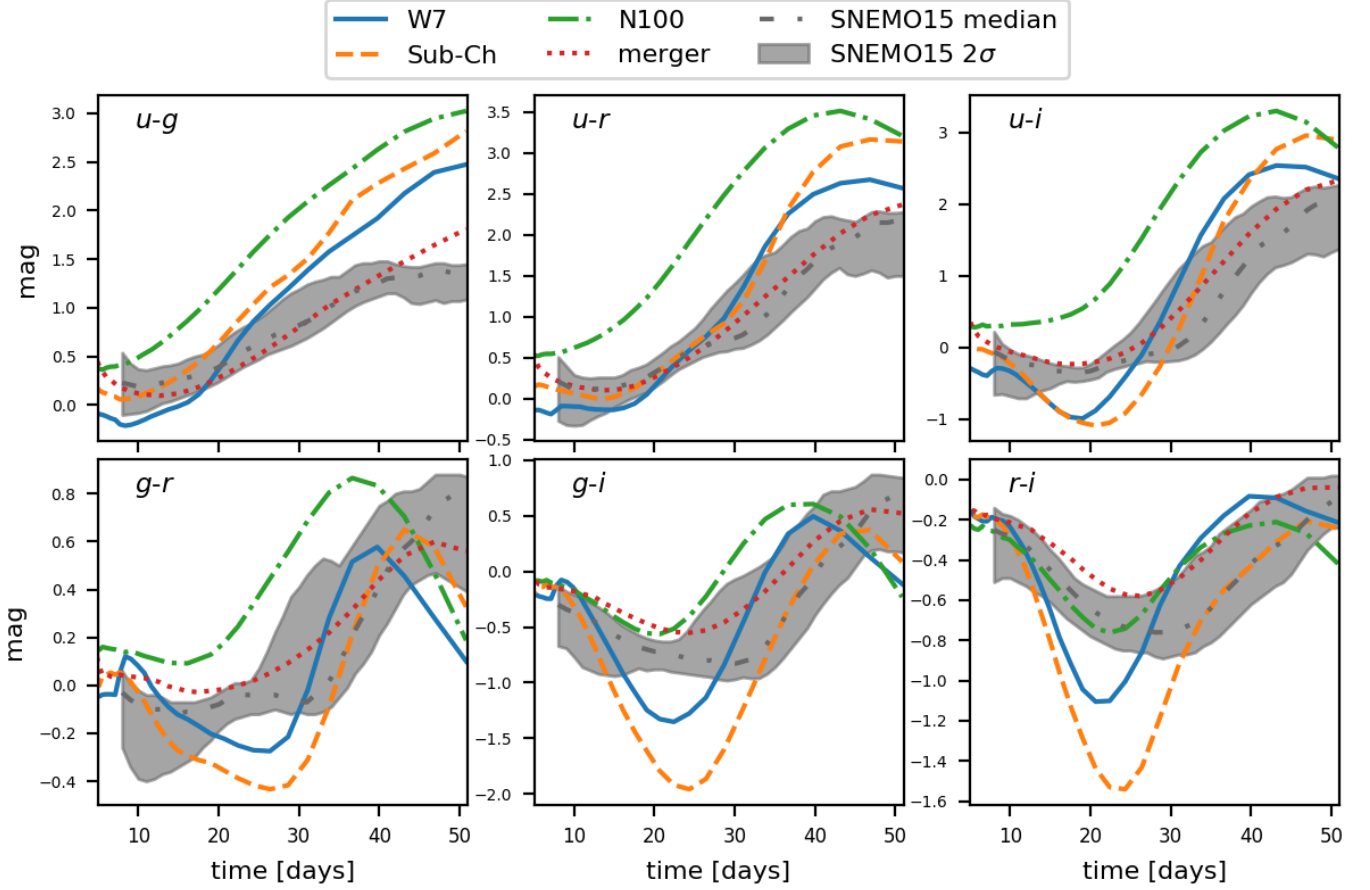 W7 N100 SNEMO15 median
Sub-Ch merger SNEMO15 2σ
u-g u-r u-i
3.0 3.5 3
2.5 3.0
2.0 2.5 2
1.5 2.0
1.0 1.5 1
0.5 1.0
0.0 0.5 0
0.0
−0.5 −1
mag
g-r g-i r-i
0.8 1.0 0.0
0.6 0.5 −0.2
0.4 0.0 −0.4
0.2 −0.5 −0.6
0.0 −1.0 −0.8
−0.2 −1.5 −1.0
−0.4 −2.0 −1.2
−1.4
−1.6
mag
10 20 30 40 50 10 20 30 40 50 10 20 30 40 50
time [days] time [days] time [days]